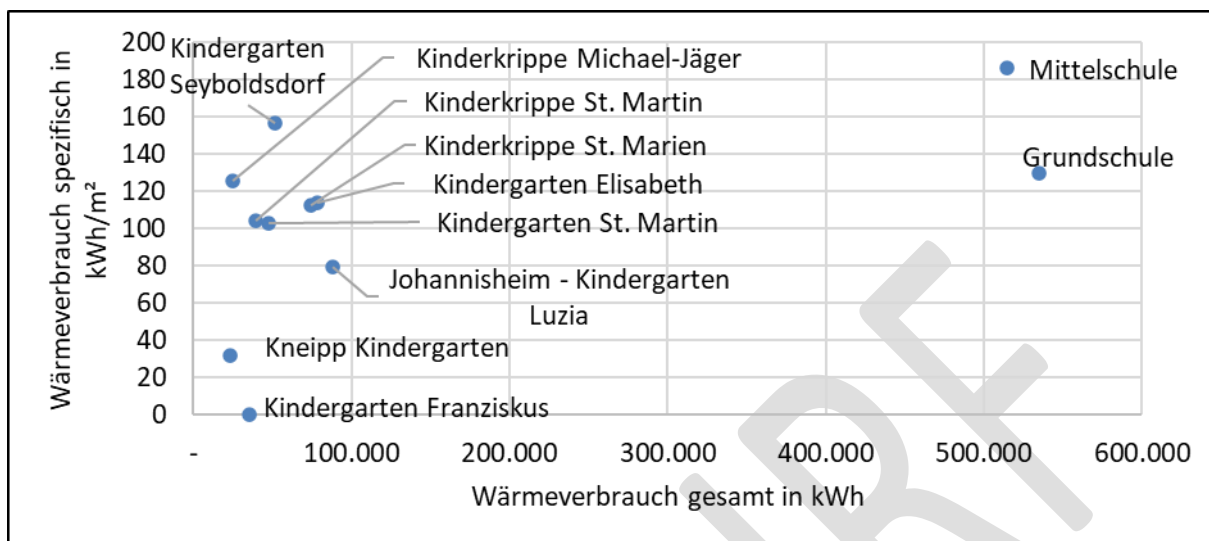 Wärmeverbrauch spezifisch in
kWh/m²
200
180
160
140
120
100
80
60
40
20
0
Kindergarten
Seyboldsdorf
Kinderkrippe Michael-Jäger
Kinderkrippe St. Martin
Kinderkrippe St. Marien
Kindergarten Elisabeth
Kindergarten St. Martin
Johannisheim - Kindergarten
Luzia
Kneipp Kindergarten
Kindergarten Franziskus
Mittelschule
Grundschule
- 100.000 200.000 300.000 400.000 500.000 600.000
Wärmeverbrauch gesamt in kWh
URF